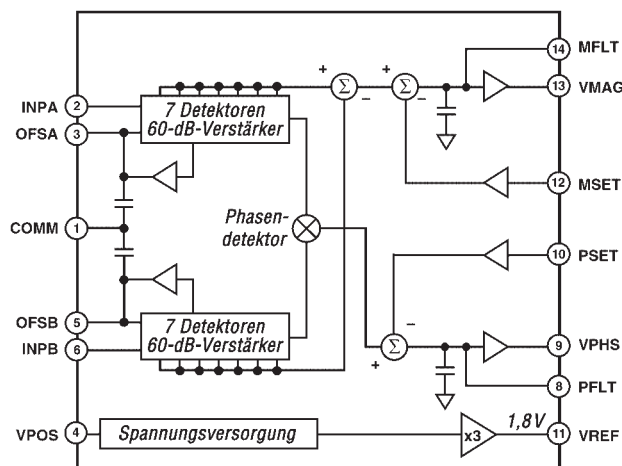 14 MFLT
13 VMAG
12 MSET
10 PSET
9 VPHS
8 PFLT
11 VREF
INPA 2
OFSA 3
COMM 1
OFSB 5
INPB 6
VPOS 4
7 Detektoren
60-dB-Verstärker
+
Σ
−
+
Σ
−
Phasen-
detektor
−
+
Σ
7 Detektoren
60-dB-Verstärker
Spannungsversorgung
x3
1,8V